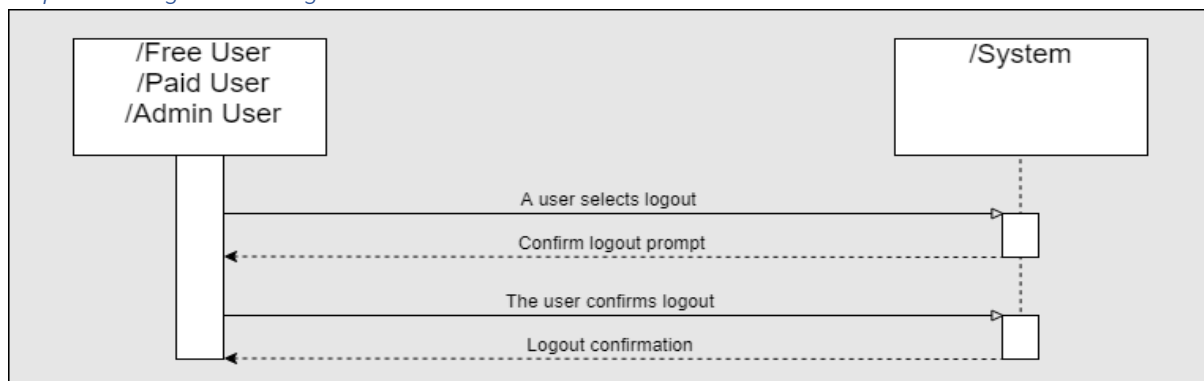 /Free User
/Paid User
/Admin User
/System
A user selects logout
Confirm logout prompt
The user confirms logout
Logout confirmation